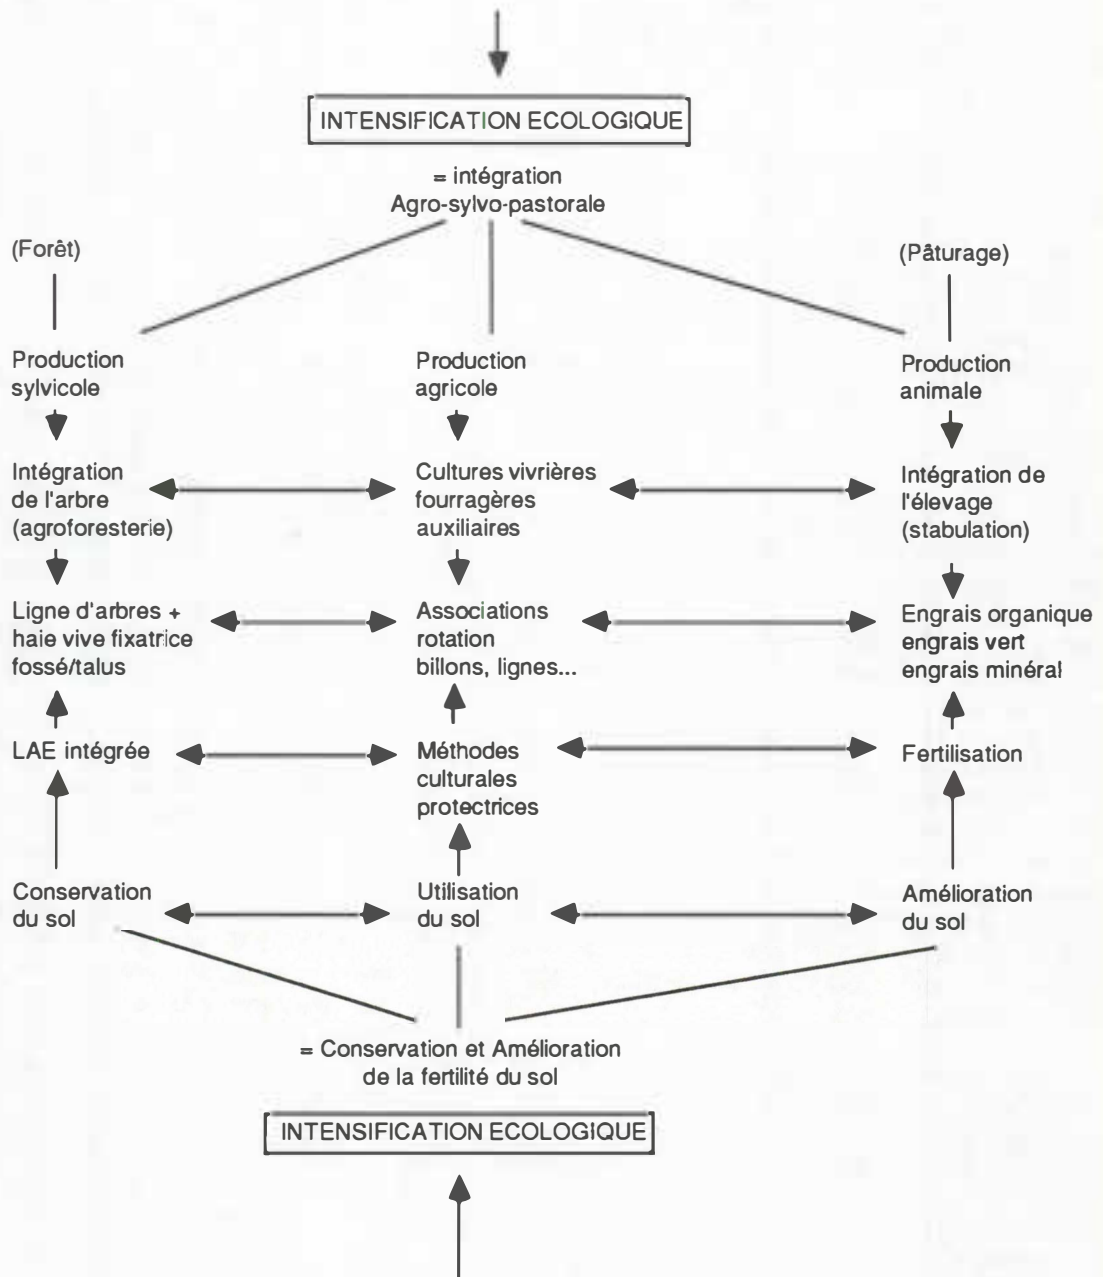 INTENSIFICATION ECOLOGIQUE
= intégration
Agro-sylvo-pastorale
(Forêt)
(Pâturage)
Production
sylvicole
Production
agricole
Production
animale
Intégration
de l'arbre
(agroforesterie)
Cultures vivrières
fourragères
auxiliaires
Intégration de
l'élevage
(stabulation)
Ligne d'arbres +
haie vive fixatrice
fossé/talus
Associations
rotation
billons, lignes...
Engrais organique
engrais vert
engrais minéral
LAE intégrée
Méthodes
culturales
protectrices
Fertilisation
Conservation
du sol
Utilisation
du sol
Amélioration
du sol
= Conservation et Amélioration
de la fertilité du sol
INTENSIFICATION ECOLOGIQUE